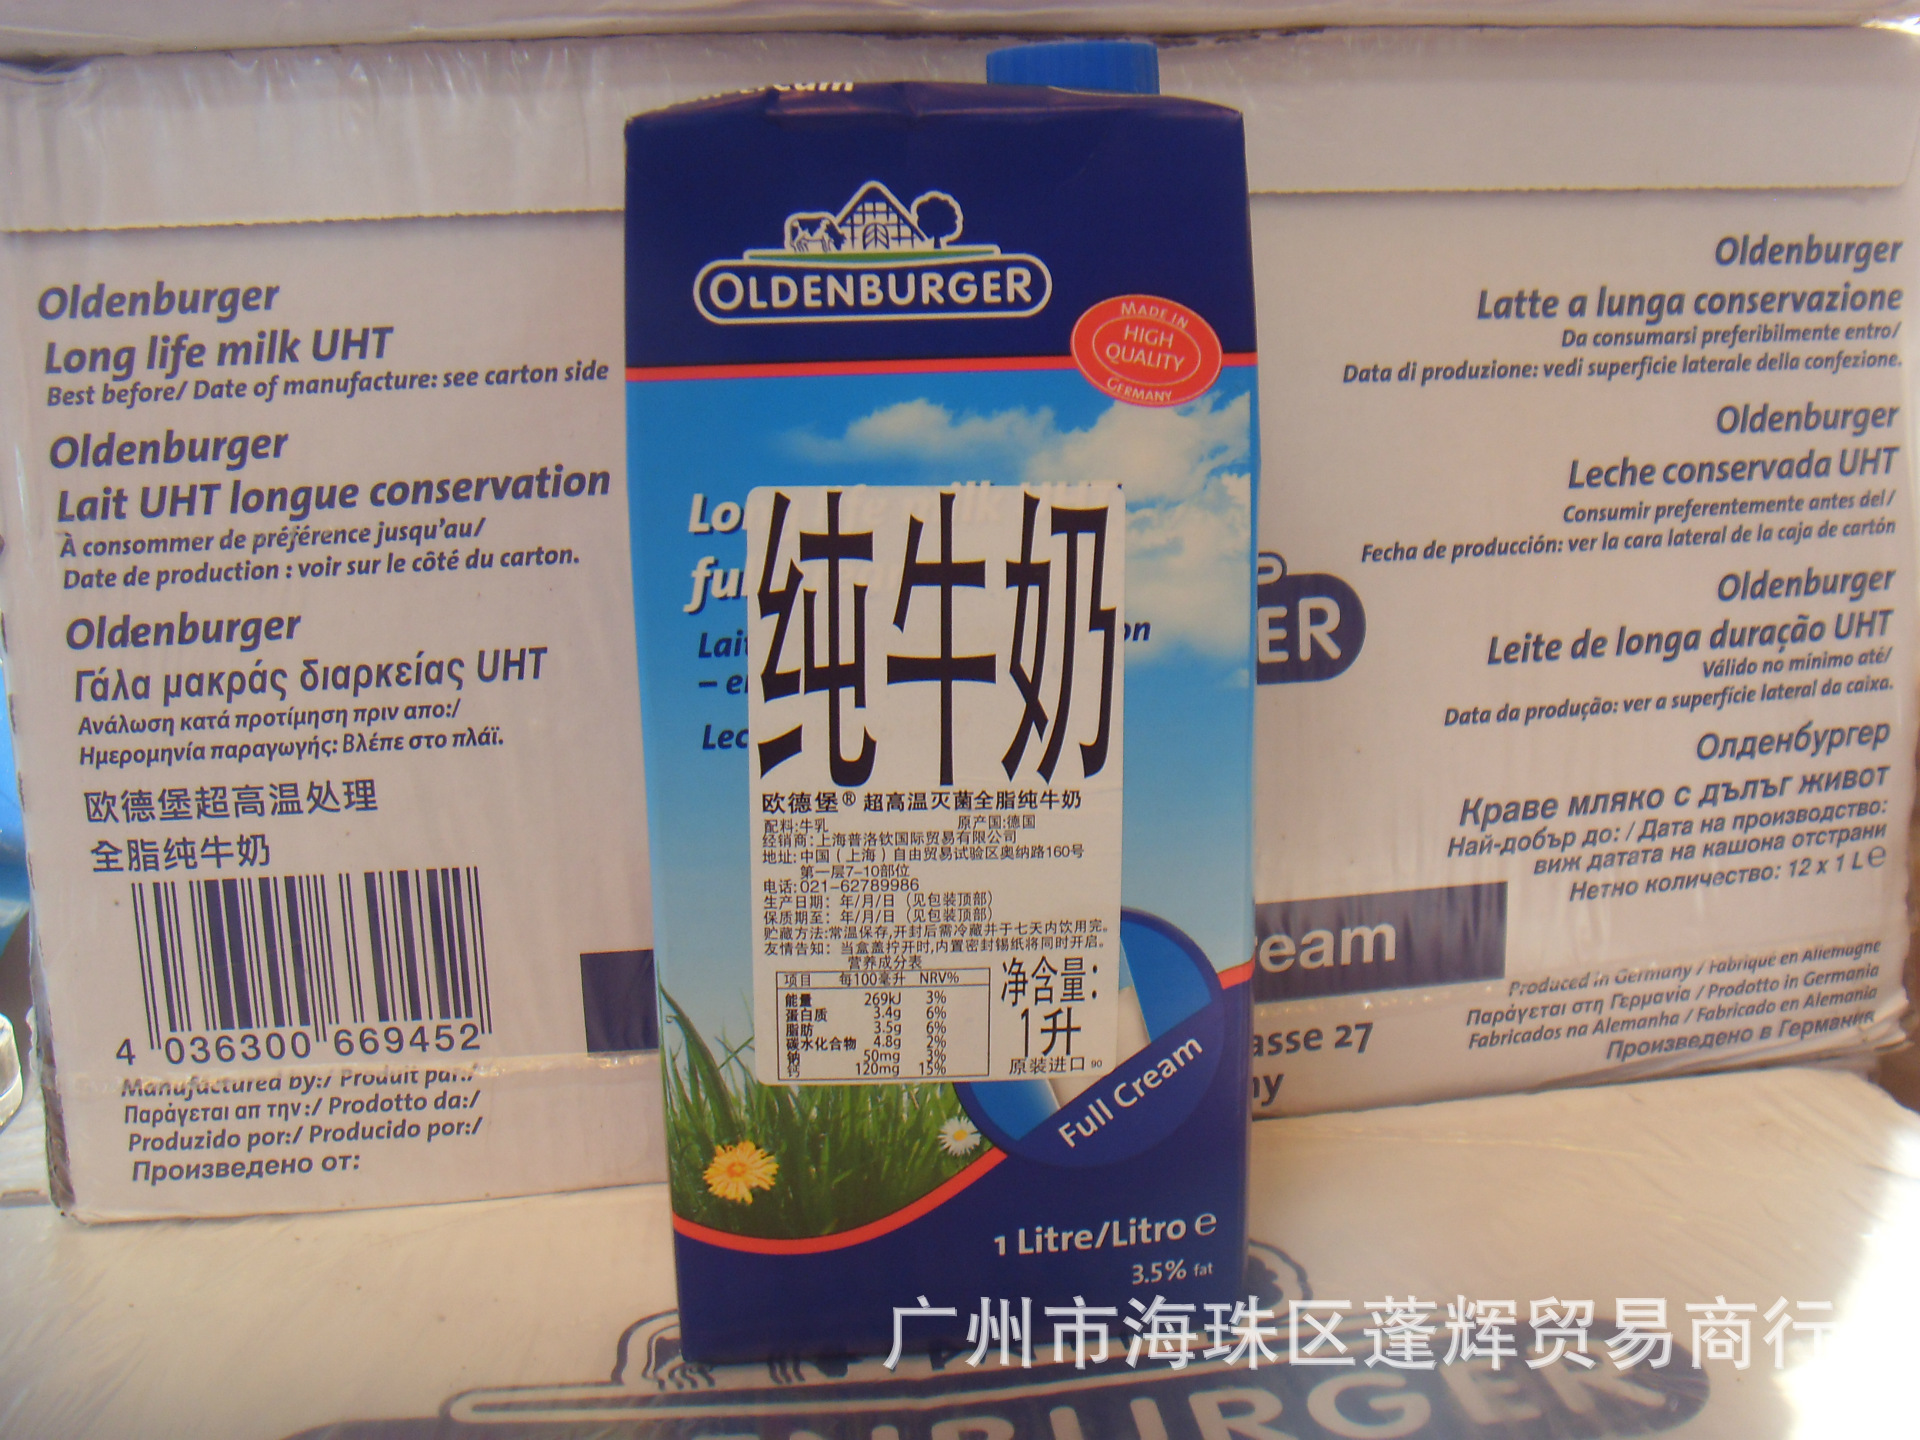 Oldenburger
Long life milk UHT
Best before/ Date of manufacture: see carton side
Oldenburger
Lait UHT longue conservation
À consommer de préférence jusqu'au/
Date de production : voir sur le côté du carton.
Oldenburger
Γάλα μακράς διαρκείας UHT
Ανάλωση κατά προτίμηση πριν απο:/
Ημερομηνία παραγωγής: Βλέπε στο πλάϊ.
欧德堡超高温处理
全脂纯牛奶
4 036300 669452
Manufactured by:/ Produit par:/
Παράγεται απ την:/ Prodotto da:/
Produzido por:/ Producido por:/
Произведено от:
OLDENBURGER
MADE IN
HIGH
QUALITY
GERMANY
纯牛奶
欧德堡® 超高温灭菌全脂纯牛奶
配料:牛乳 原产国:德国
经销商:上海普洛钦国际贸易有限公司
地址:中国（上海）自由贸易试验区奥纳路160号
第一层7-10部位
电话:021-62789986
生产日期: 年/月/日（见包装顶部）
保质期至: 年/月/日（见包装顶部）
贮藏方法:常温保存,开封后需冷藏并于七天内饮用完。
友情告知: 当盒盖拧开时,内置密封锡纸将同时开启。
营养成分表
项目 每100毫升 NRV%
能量 269kJ 3%
蛋白质 3.4g 6%
脂肪 3.5g 6%
碳水化合物 4.8g 2%
钠 50mg 3%
钙 120mg 15%
净含量:
1升
原装进口 90
Full Cream
1 Litre/Litro e
3.5% fat
Oldenburger
Latte a lunga conservazione
Da consumarsi preferibilmente entro/
Data di produzione: vedi superficie laterale della confezione.
Oldenburger
Leche conservada UHT
Consumir preferentemente antes del/
Fecha de producción: ver la cara lateral de la caja de cartón
Oldenburger
Leite de longa duração UHT
Válido no mínimo até/
Data da produção: ver a superfície lateral da caixa.
Олденбургер
Краве мляко с дълъг живот
Най-добър до: / Дата на производство:
виж датата на кашона отстрани
Нетно количество: 12 x 1 L e
Produced in Germany / Fabrique en Allemagne
Παράγεται στη Γερμανία / Prodotto in Germania
Fabricados na Alemanha / Fabricado en Alemania
Произведено в Германия
ER
eam
asse 27
ny
广州市海珠区蓬辉贸易商行
ENBURGER